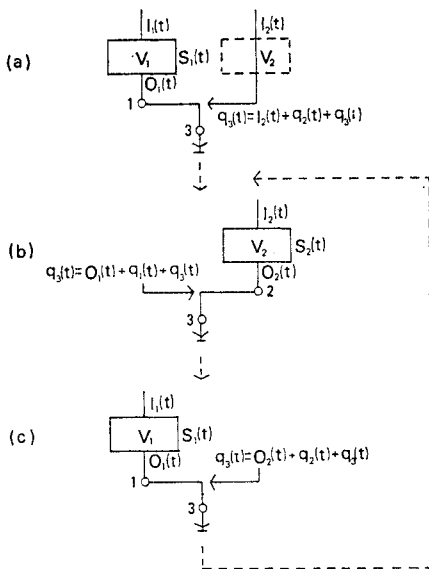 I₁(t) I₂(t)
(a) V₁ S₁(t) V₂
O₁(t)
1
q₃(t)=I₂(t)+q₂(t)+q₃(i)
3
I₂(t)
(b) V₂ S₂(t)
q₃(t)=O₁(t)+q₁(t)+q₃(t) O₂(t)
2
3
I₁(t)
(c) V₁ S₁(t)
O₁(t) q₃(t)=O₂(t)+q₂(t)+q₃(t)
1
3